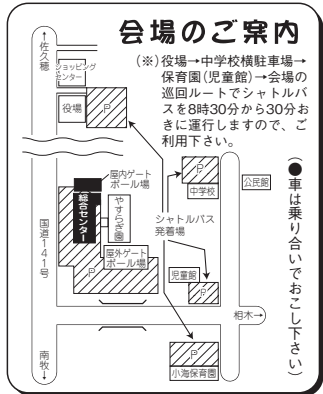 会場のご案内
(※)役場→中学校横駐車場→
保育園(児童館)→会場の
巡回ルートでシャトルバ
スを8時30分から30分お
きに運行しますので、ご
利用下さい。
(●車は乗り合いでおこし下さい)
↑佐久穂
ショッピング
センター
役場
P
屋内ゲート
ボール場
総合センター
やすらぎ園
屋外ゲート
ボール場
P
国道141号
南牧↓
シャトルバス
発着場
P
中学校
公民館
児童館
P
相木→
P
小海保育園